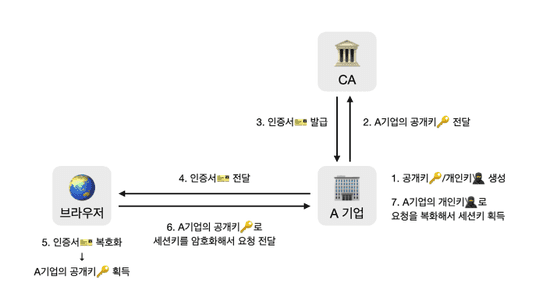 CA
3. 인증서🎫 발급
2. A기업의 공개키🔑 전달
4. 인증서🎫 전달
1. 공개키🔑/개인키🥷 생성
브라우저
A 기업
7. A기업의 개인키🥷로
요청을 복화해서 세션키 획득
6. A기업의 공개키🔑로
세션키를 암호화해서 요청 전달
5. 인증서🎫 복호화
↓
A기업의 공개키🔑 획득